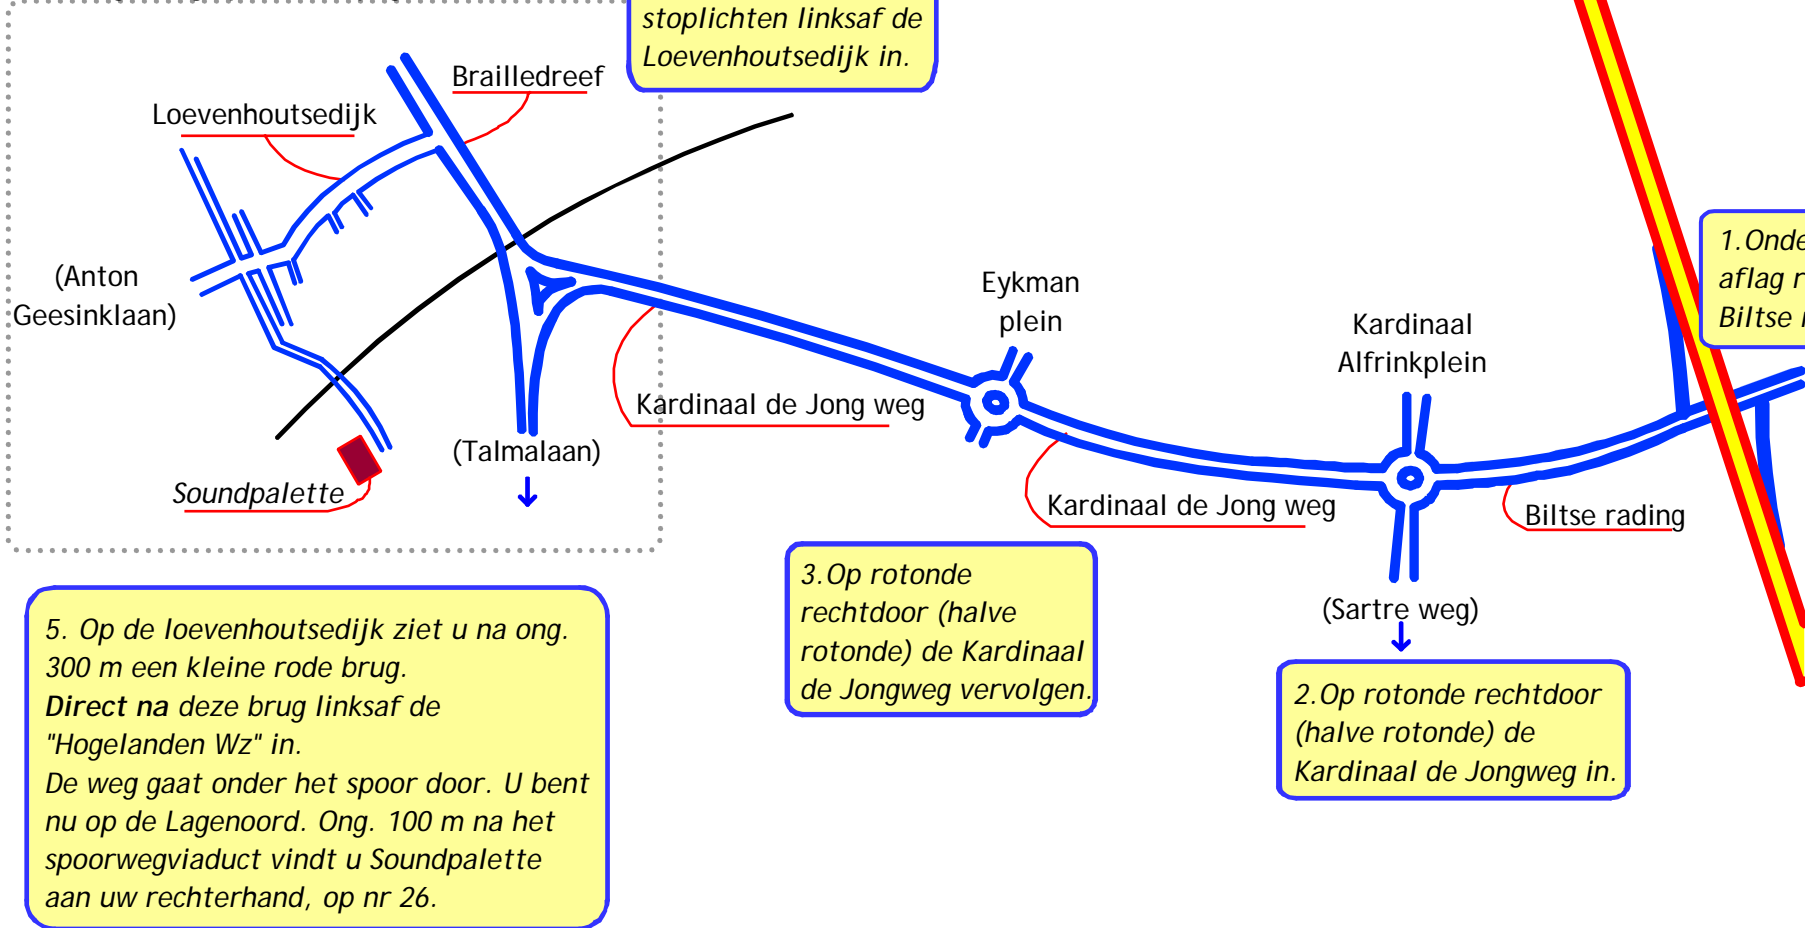 stoplichten linksaf de
Loevenhoutsedijk in.
Brailledreef
Loevenhoutsedijk
(Anton
Geesinklaan)
Eykman
plein
Kardinaal
Alfrinkplein
1.Onde
aflag r
Biltse
Kardinaal de Jong weg
(Talmalaan)
Soundpalette
Kardinaal de Jong weg
Biltse rading
(Sartre weg)
3.Op rotonde
rechtdoor (halve
rotonde) de Kardinaal
de Jongweg vervolgen.
2.Op rotonde rechtdoor
(halve rotonde) de
Kardinaal de Jongweg in.
5. Op de loevenhoutsedijk ziet u na ong.
300 m een kleine rode brug.
Direct na deze brug linksaf de
"Hogelanden Wz" in.
De weg gaat onder het spoor door. U bent
nu op de Lagenoord. Ong. 100 m na het
spoorwegviaduct vindt u Soundpalette
aan uw rechterhand, op nr 26.